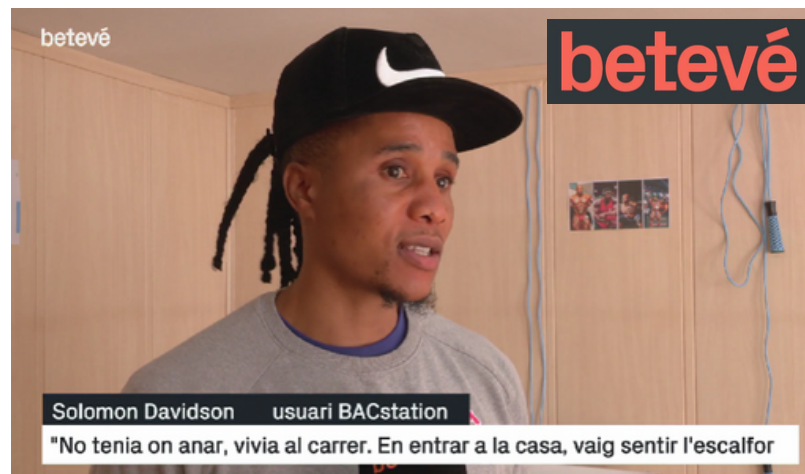 betevé
betevé
Solomon Davidson usuari BACstation
"No tenia on anar, vivia al carrer. En entrar a la casa, vaig sentir l'escalfor